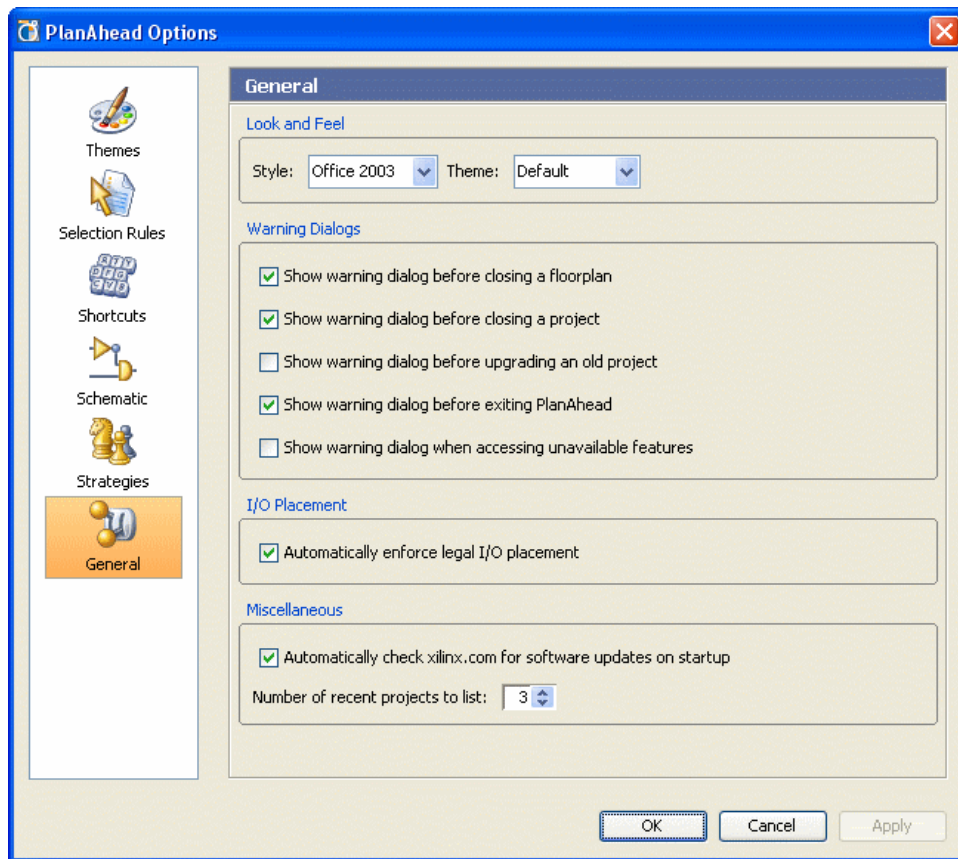 PlanAhead Options
Themes
Selection Rules
Shortcuts
Schematic
Strategies
General
General
Look and Feel
Style: Office 2003 Theme: Default
Warning Dialogs
Show warning dialog before closing a floorplan
Show warning dialog before closing a project
Show warning dialog before upgrading an old project
Show warning dialog before exiting PlanAhead
Show warning dialog when accessing unavailable features
I/O Placement
Automatically enforce legal I/O placement
Miscellaneous
Automatically check xilinx.com for software updates on startup
Number of recent projects to list: 3
OK Cancel Apply